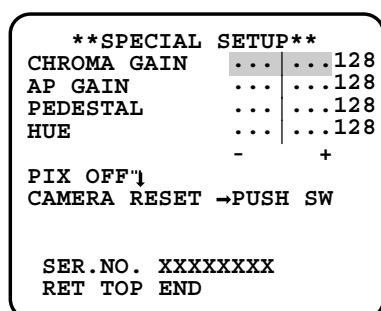 **SPECIAL SETUP**
CHROMA GAIN ...|...128
AP GAIN ...|...128
PEDESTAL ...|...128
HUE ...|...128
- +
PIX OFF"↓
CAMERA RESET →PUSH SW
SER.NO. XXXXXXXX
RET TOP END